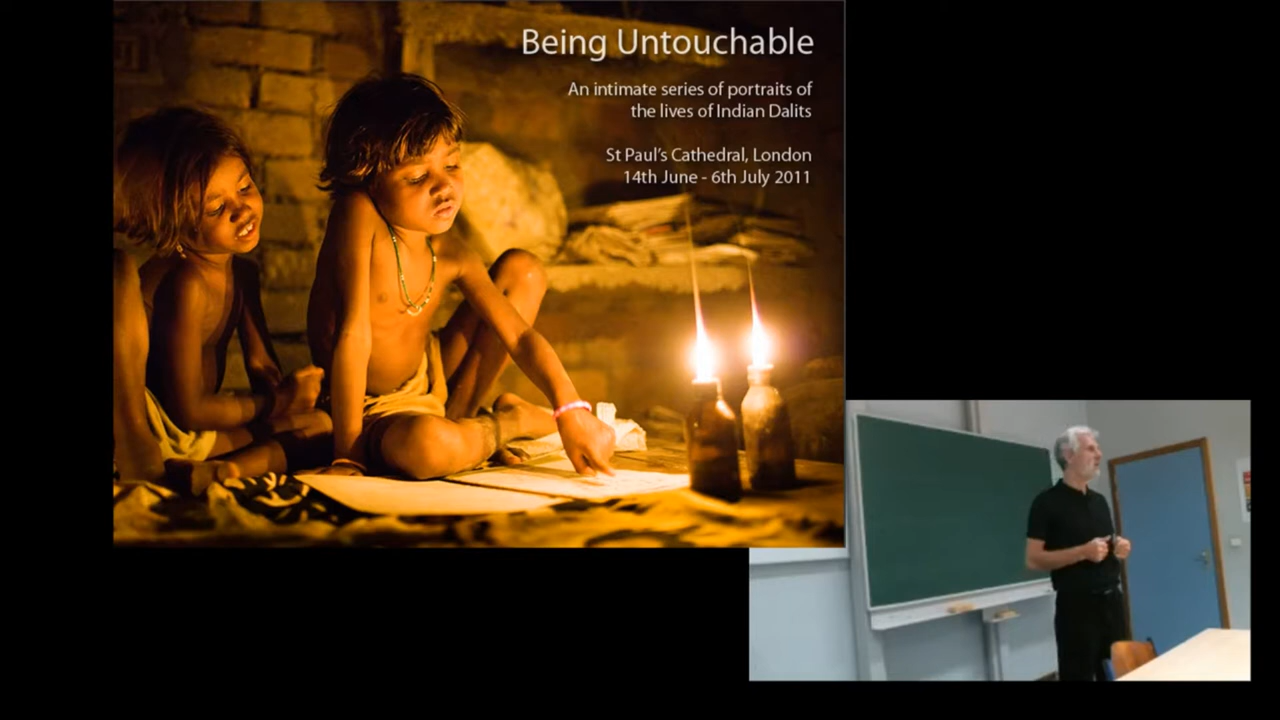 Being Untouchable
An intimate series of portraits of
the lives of Indian Dalits
St Paul's Cathedral, London
14th June - 6th July 2011